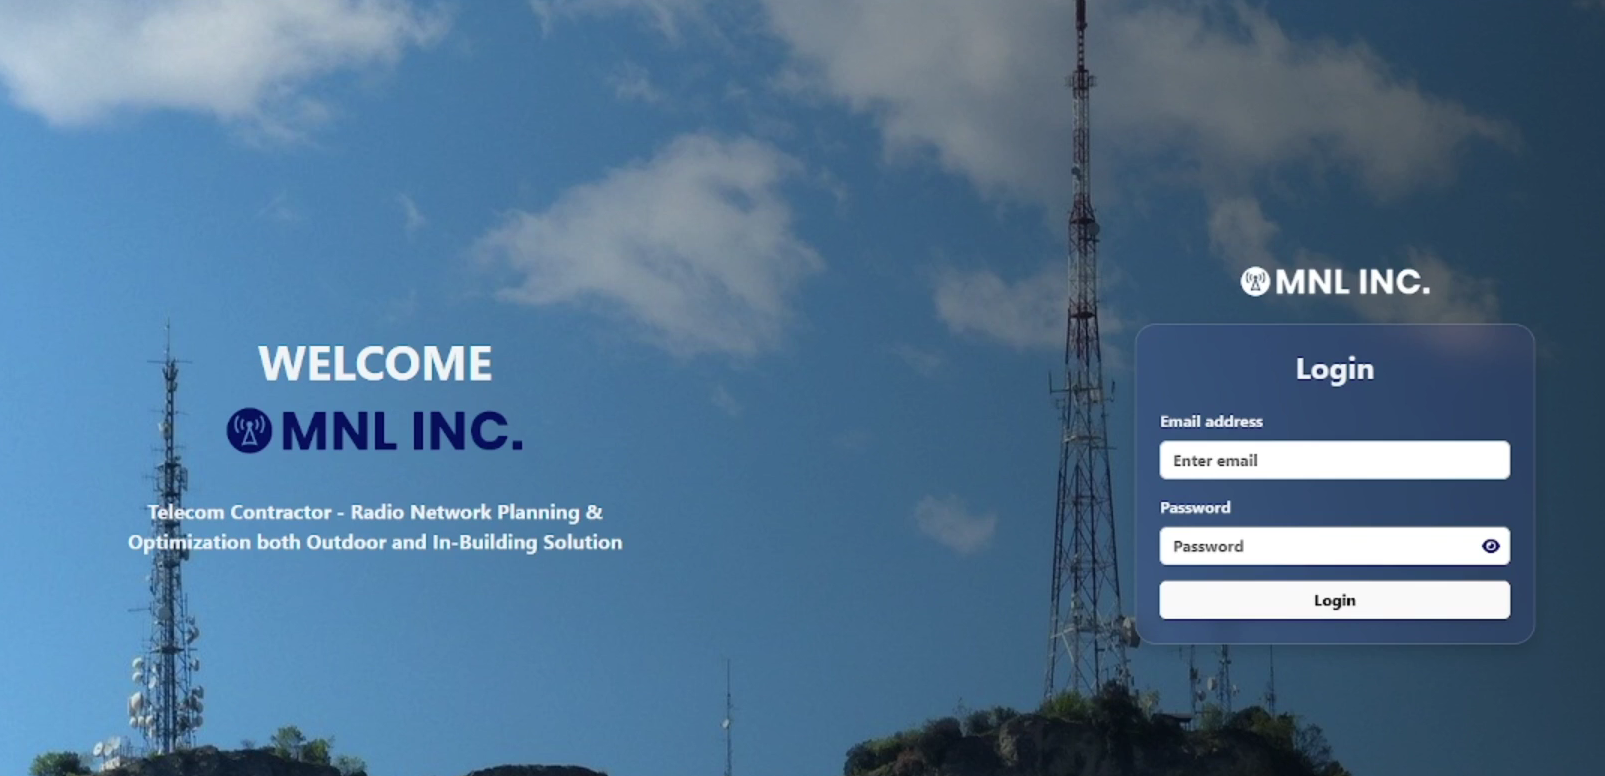 WELCOME
MNL INC.
Telecom Contractor - Radio Network Planning &
Optimization both Outdoor and In-Building Solution
MNL INC.
Login
Email address
Enter email
Password
Password
Login